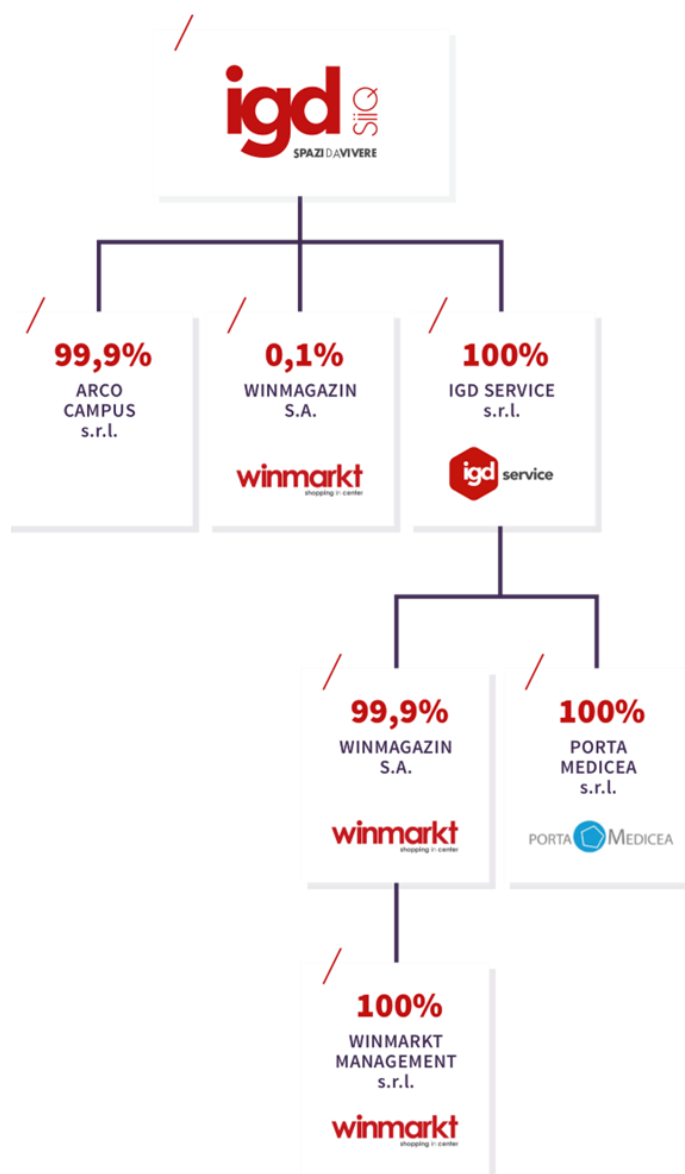 igd SIIQ
SPAZI DA VIVERE
99,9%
ARCO
CAMPUS
s.r.l.
0,1%
WINMAGAZIN
S.A.
winmarkt
shopping in center
100%
IGD SERVICE
s.r.l.
igd service
99,9%
WINMAGAZIN
S.A.
winmarkt
shopping in center
100%
PORTA
MEDICEA
s.r.l.
PORTA MEDICEA
100%
WINMARKT
MANAGEMENT
s.r.l.
winmarkt
shopping in center